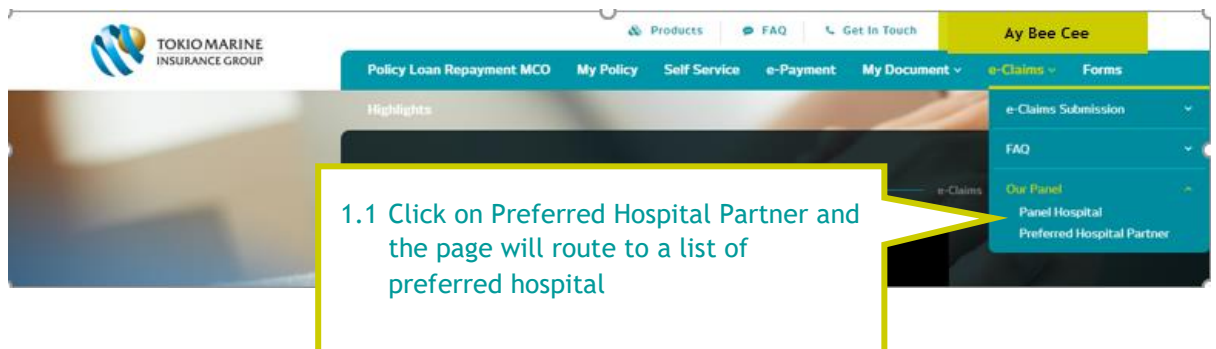 TOKIO MARINE
INSURANCE GROUP
Products
FAQ
Get In Touch
Ay Bee Cee
Policy Loan Repayment MCO
My Policy
Self Service
e-Payment
My Document
e-Claims
Forms
Highlights
e-Claims Submission
FAQ
e-Claims
Our Panel
Panel Hospital
Preferred Hospital Partner
1.1 Click on Preferred Hospital Partner and
the page will route to a list of
preferred hospital